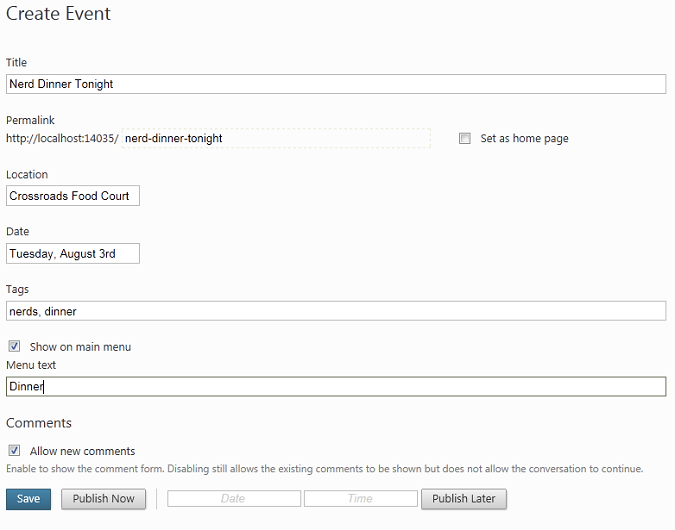 Create Event
Title
Nerd Dinner Tonight
Permalink
http://localhost:14035/ nerd-dinner-tonight Set as home page
Location
Crossroads Food Court
Date
Tuesday, August 3rd
Tags
nerds, dinner
Show on main menu
Menu text
Dinner
Comments
Allow new comments
Enable to show the comment form. Disabling still allows the existing comments to be shown but does not allow the conversation to continue.
Save Publish Now Date Time Publish Later